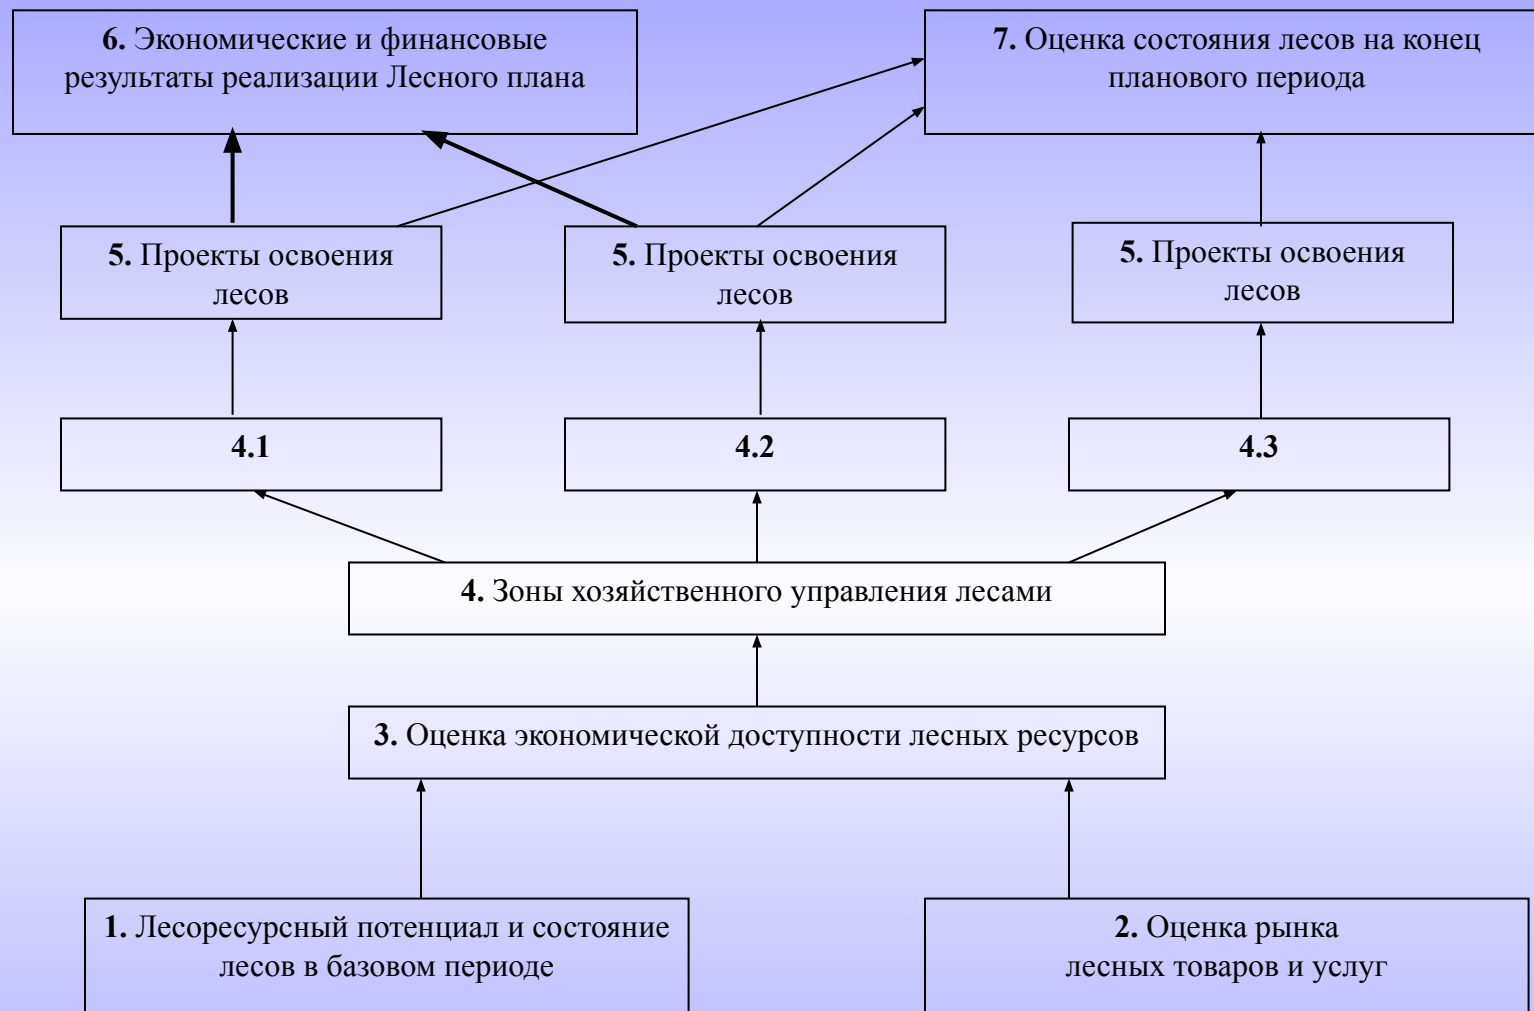 6. Экономические и финансовые
результаты реализации Лесного плана
7. Оценка состояния лесов на конец
планового периода
5. Проекты освоения
лесов
5. Проекты освоения
лесов
5. Проекты освоения
лесов
4.1
4.2
4.3
4. Зоны хозяйственного управления лесами
3. Оценка экономической доступности лесных ресурсов
1. Лесоресурсный потенциал и состояние
лесов в базовом периоде
2. Оценка рынка
лесных товаров и услуг